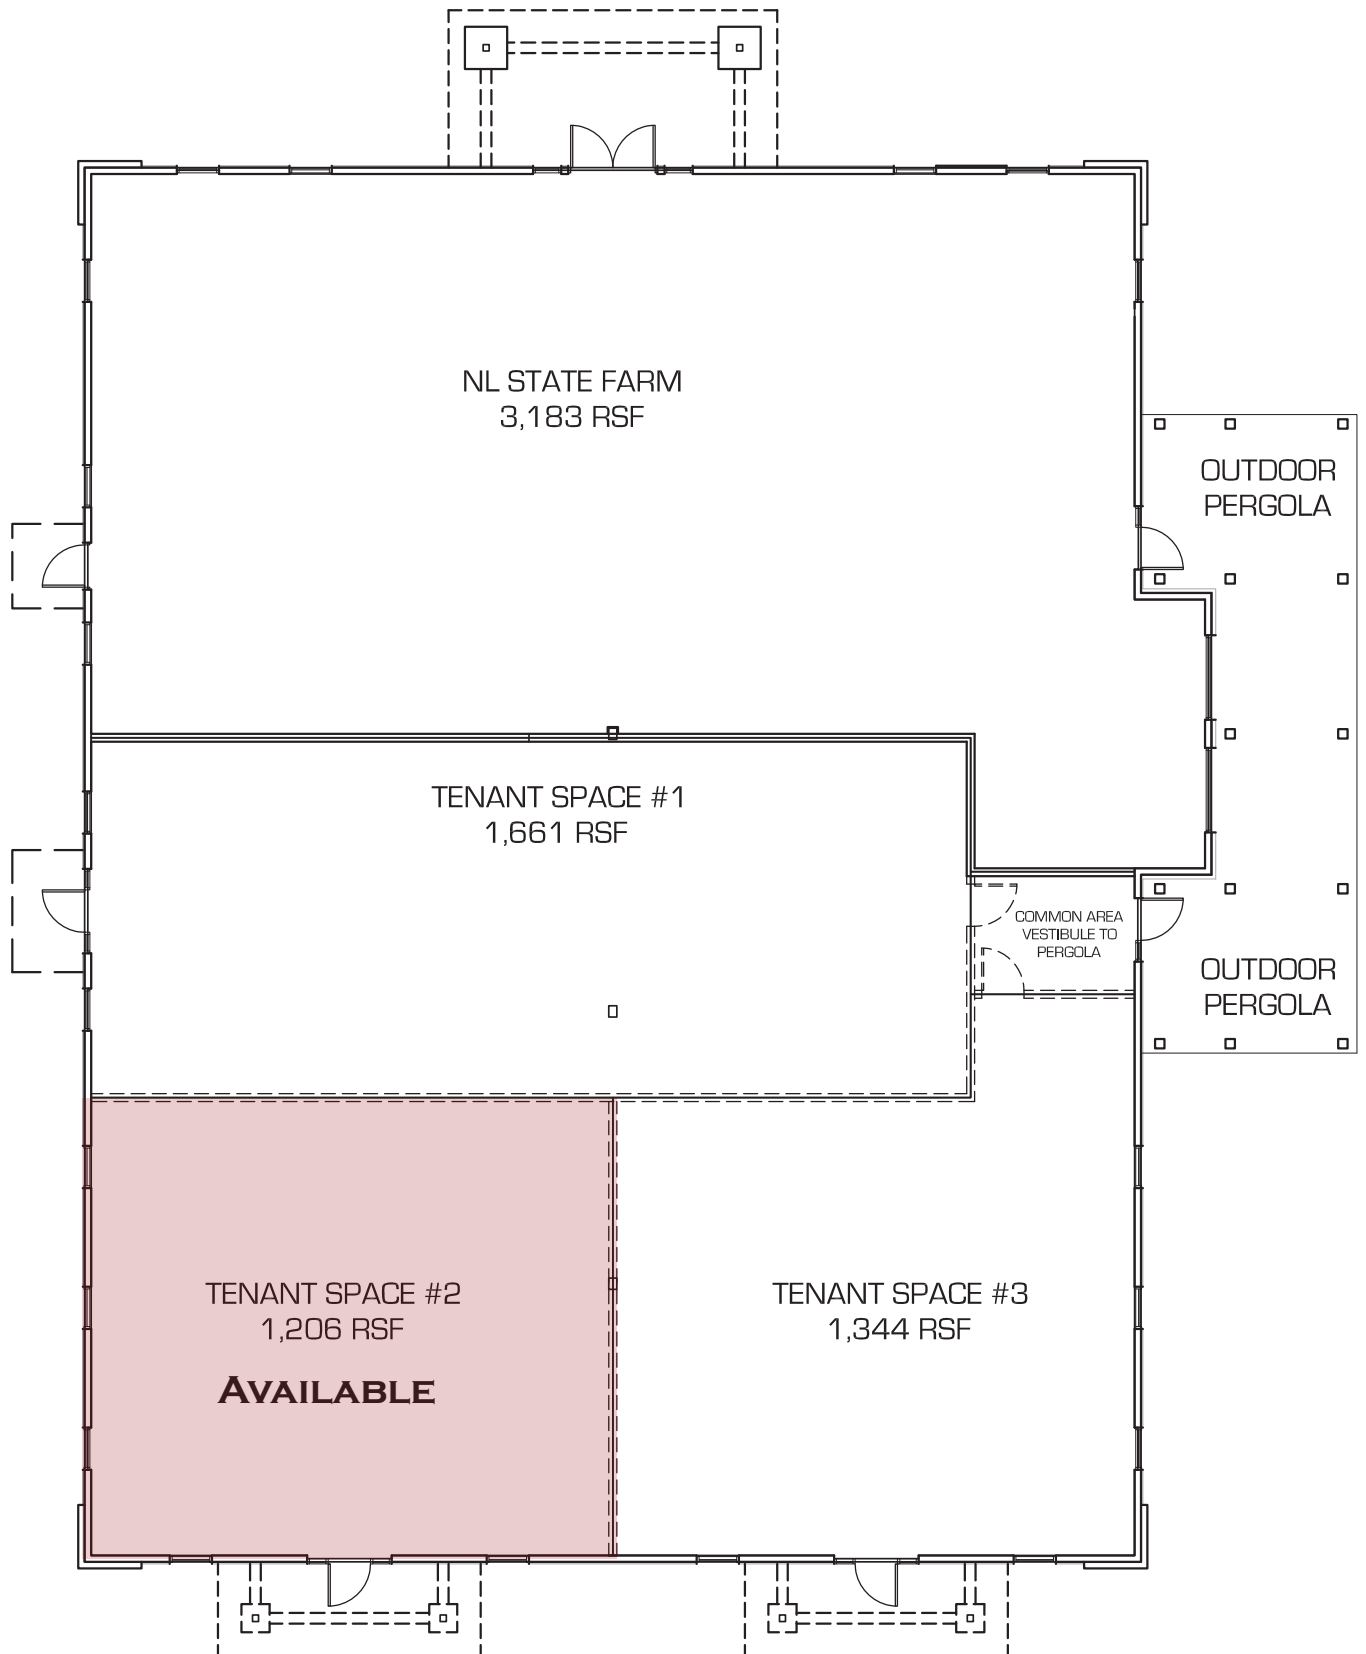 NL STATE FARM
3,183 RSF
OUTDOOR
PERGOLA
TENANT SPACE #1
1,661 RSF
COMMON AREA
VESTIBULE TO
PERGOLA
OUTDOOR
PERGOLA
TENANT SPACE #2
1,206 RSF
AVAILABLE
TENANT SPACE #3
1,344 RSF